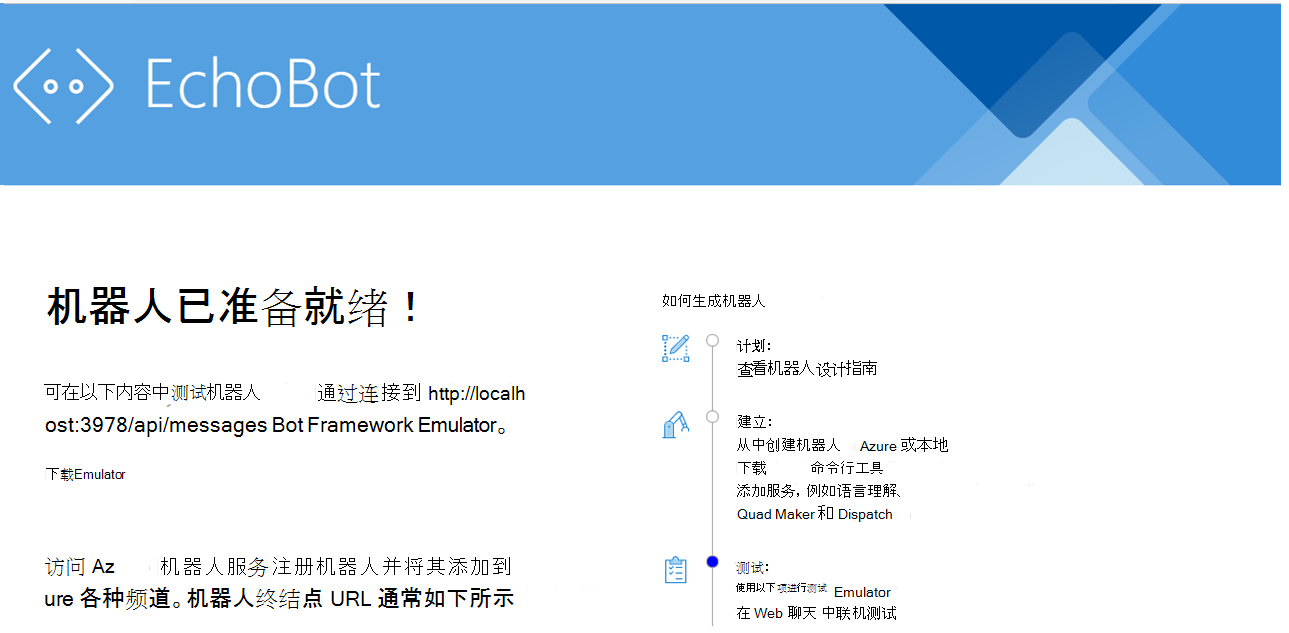 EchoBot
机器人已准备就绪！
可在以下内容中测试机器人 通过连接到 http://localh
ost:3978/api/messages Bot Framework Emulator。
下载Emulator
访问 Az 机器人服务注册机器人并将其添加到
ure 各种频道。机器人终结点 URL 通常如下所示
如何生成机器人
计划：
查看机器人设计指南
建立：
从中创建机器人 Azure 或本地
下载 命令行工具
添加服务，例如语言理解、
Quad Maker 和 Dispatch
测试：
使用以下项进行测试 Emulator
在 Web 聊天 中联机测试